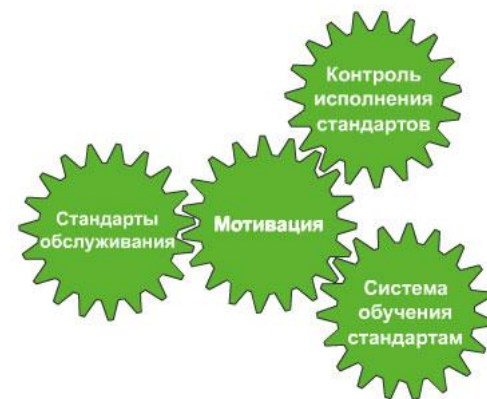 Контроль
исполнения
стандартов
Стандарты
обслуживания
Мотивация
Система
обучения
стандартам